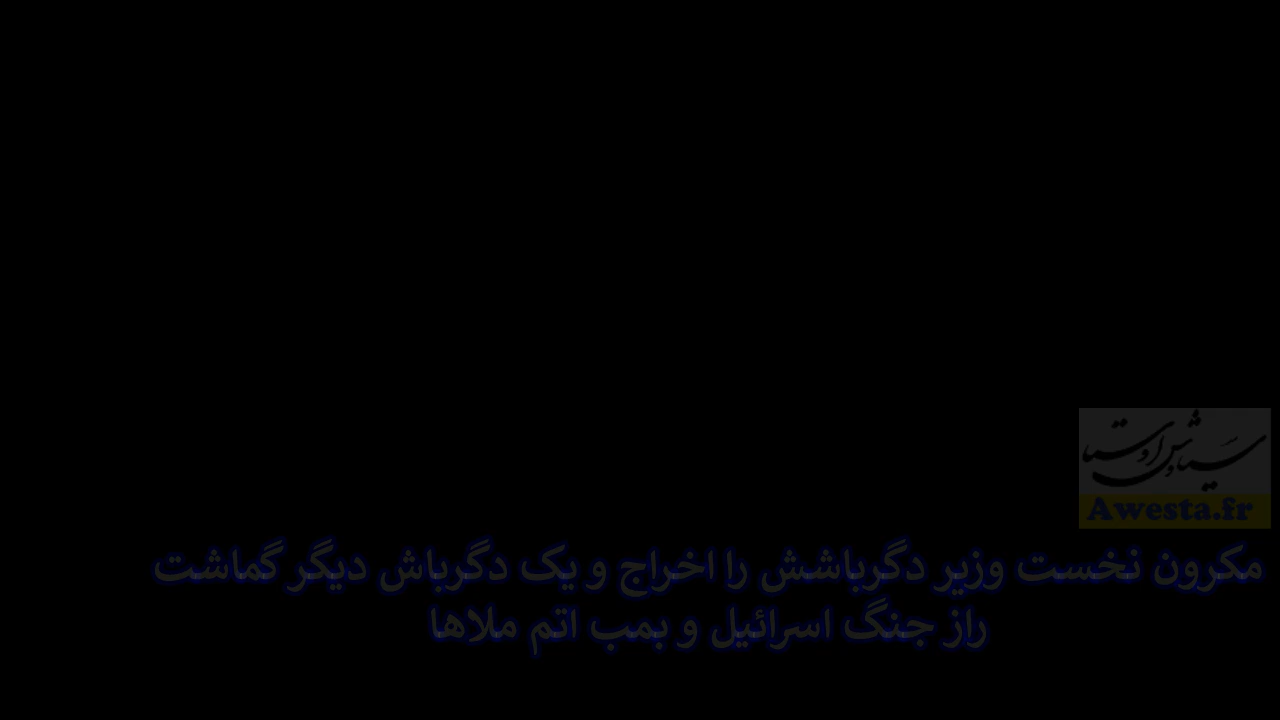 سیاوش اوستا
Awesta.fr
مکرون نخست وزیر دگرباشش را اخراج و یک دگرباش دیگر گماشت
راز جنگ اسرائیل و بمب اتم ملاها